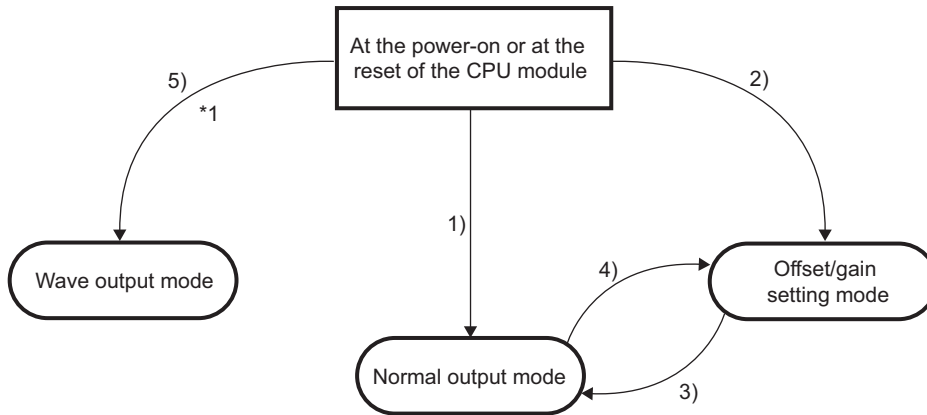 At the power-on or at the
reset of the CPU module
5)
*1
2)
1)
Wave output mode
4)
Offset/gain
setting mode
Normal output mode
3)